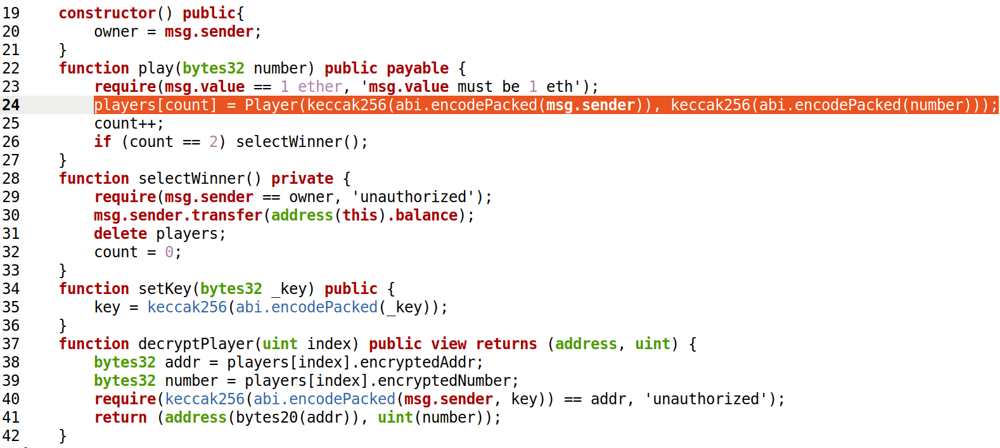 19    constructor() public{
20        owner = msg.sender;
21    }
22    function play(bytes32 number) public payable {
23        require(msg.value == 1 ether, 'msg.value must be 1 eth');
24        players[count] = Player(keccak256(abi.encodePacked(msg.sender)), keccak256(abi.encodePacked(number)));
25        count++;
26        if (count == 2) selectWinner();
27    }
28    function selectWinner() private {
29        require(msg.sender == owner, 'unauthorized');
30        msg.sender.transfer(address(this).balance);
31        delete players;
32        count = 0;
33    }
34    function setKey(bytes32 _key) public {
35        key = keccak256(abi.encodePacked(_key));
36    }
37    function decryptPlayer(uint index) public view returns (address, uint) {
38        bytes32 addr = players[index].encryptedAddr;
39        bytes32 number = players[index].encryptedNumber;
40        require(keccak256(abi.encodePacked(msg.sender, key)) == addr, 'unauthorized');
41        return (address(bytes20(addr)), uint(number));
42    }